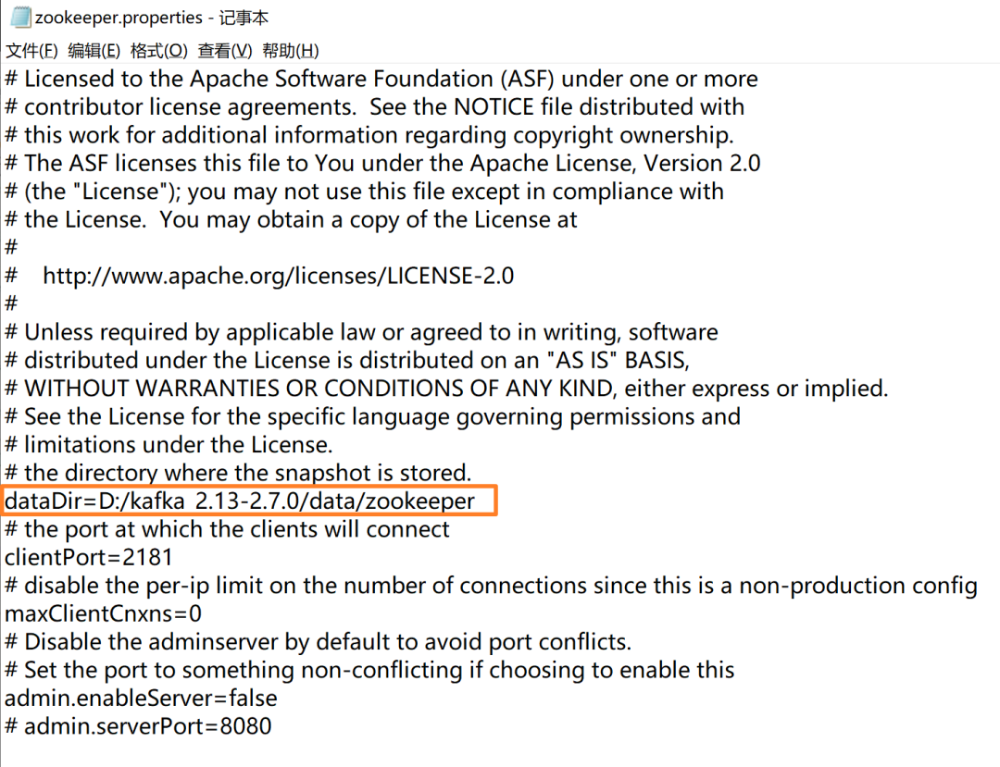 zookeeper.properties - 记事本
文件(F) 编辑(E) 格式(O) 查看(V) 帮助(H)
# Licensed to the Apache Software Foundation (ASF) under one or more
# contributor license agreements.  See the NOTICE file distributed with
# this work for additional information regarding copyright ownership.
# The ASF licenses this file to You under the Apache License, Version 2.0
# (the "License"); you may not use this file except in compliance with
# the License.  You may obtain a copy of the License at
#
#    http://www.apache.org/licenses/LICENSE-2.0
#
# Unless required by applicable law or agreed to in writing, software
# distributed under the License is distributed on an "AS IS" BASIS,
# WITHOUT WARRANTIES OR CONDITIONS OF ANY KIND, either express or implied.
# See the License for the specific language governing permissions and
# limitations under the License.
# the directory where the snapshot is stored.
dataDir=D:/kafka_2.13-2.7.0/data/zookeeper
# the port at which the clients will connect
clientPort=2181
# disable the per-ip limit on the number of connections since this is a non-production config
maxClientCnxns=0
# Disable the adminserver by default to avoid port conflicts.
# Set the port to something non-conflicting if choosing to enable this
admin.enableServer=false
# admin.serverPort=8080